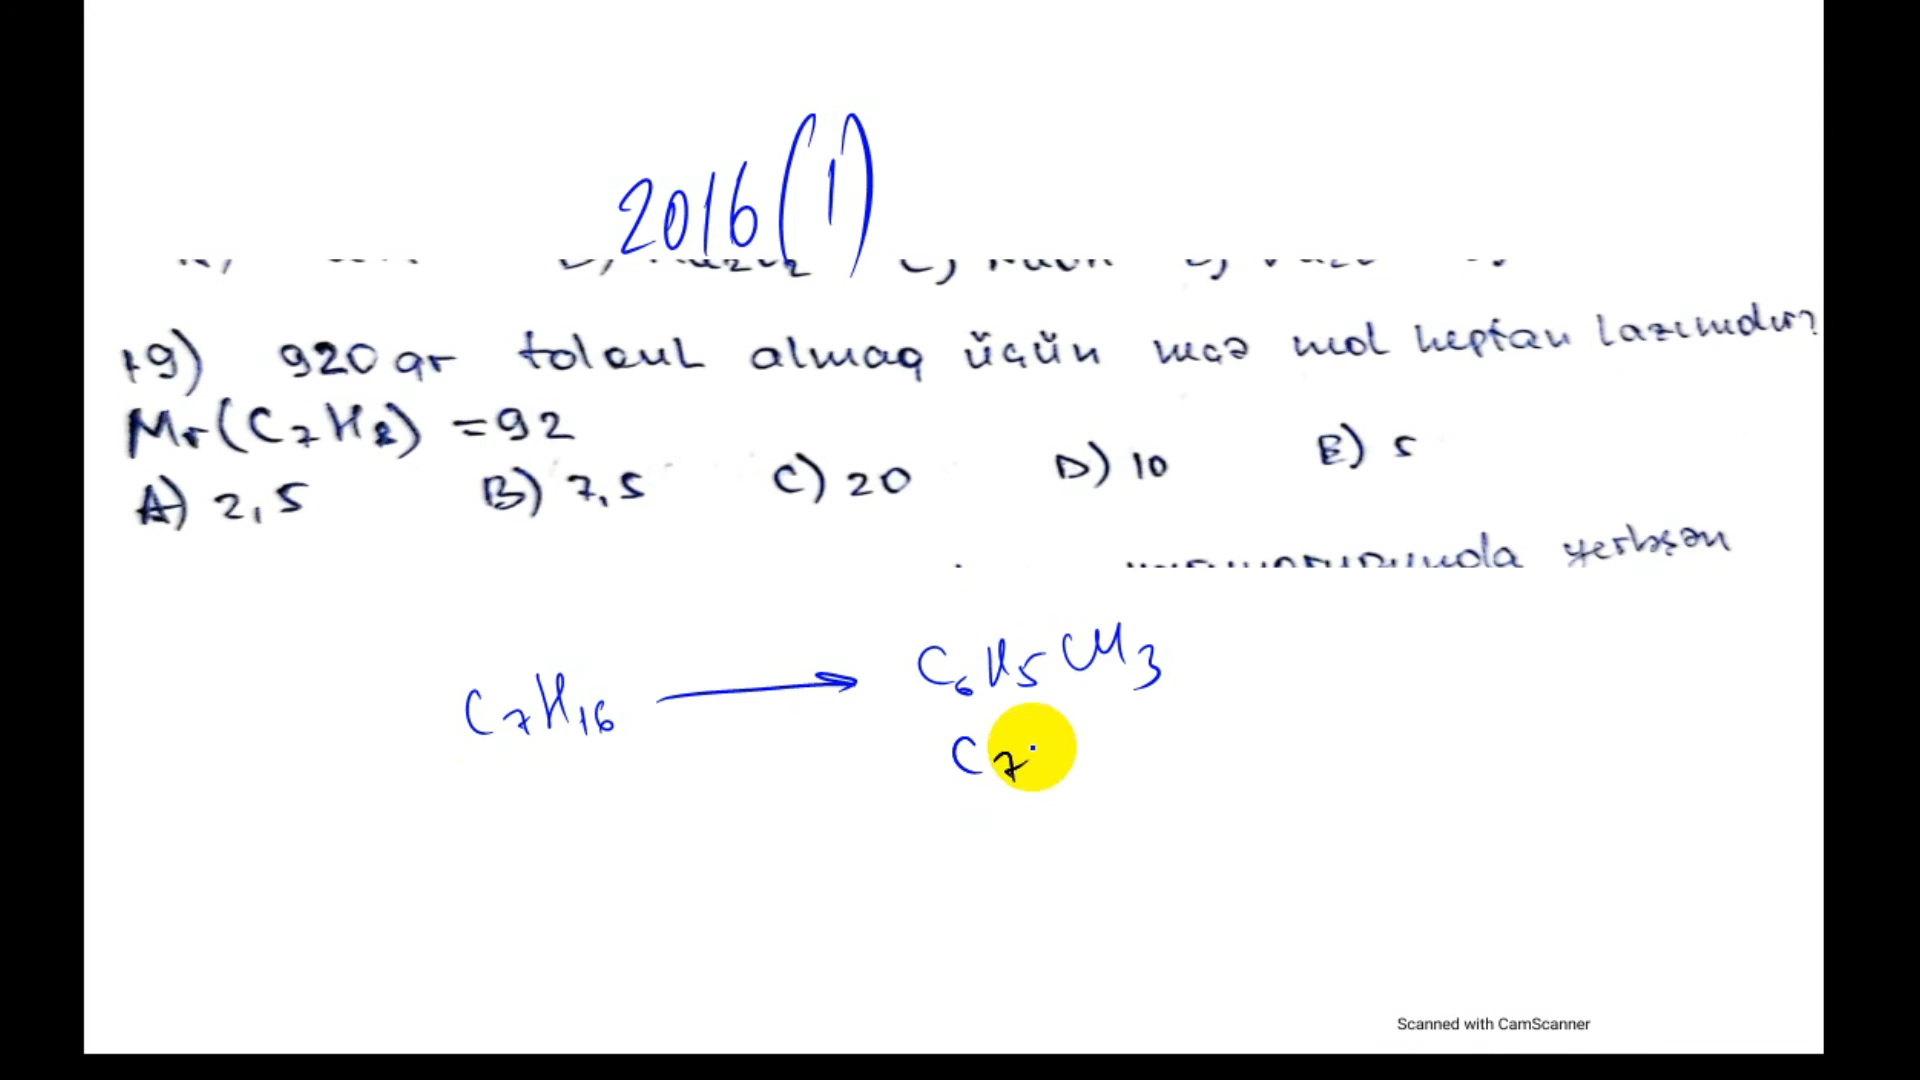 2016(1)
19) 920 qr toluol almaq üçün neçə mol heptan lazımdır?
Mr(C7H8) = 92
A) 2,5 B) 7,5 C) 20 D) 10 E) 5
yerləşən
C7H16 → C6H5CH3
C7
Scanned with CamScanner